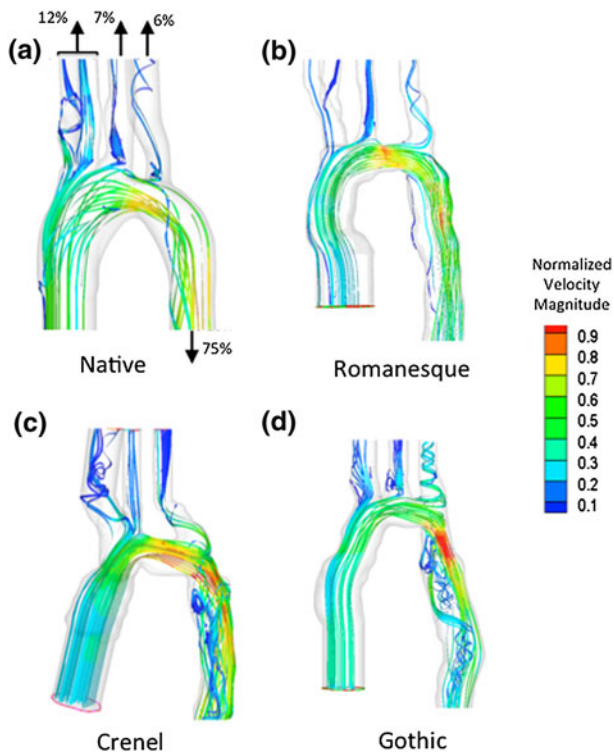 12%
7%
6%
(a)
(b)
75%
Native
Romanesque
Normalized
Velocity
Magnitude
0.9
0.8
0.7
0.6
0.5
0.4
0.3
0.2
0.1
(c)
(d)
Crenel
Gothic